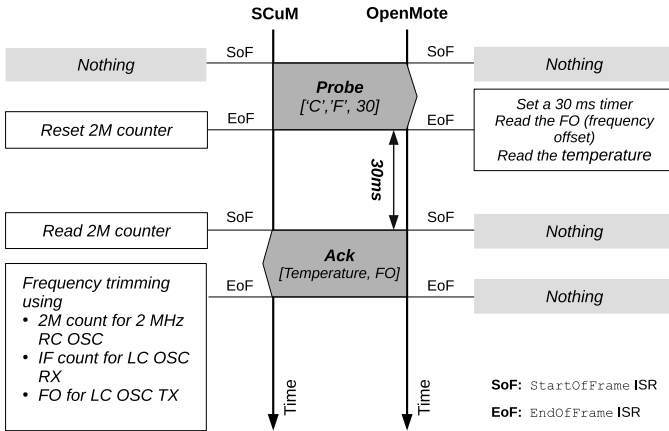 SCuM
OpenMote
SoF
SoF
Nothing
Nothing
Probe
['C','F', 30]
Reset 2M counter
EoF
EoF
Set a 30 ms timer
Read the FO (frequency
offset)
Read the temperature
30ms
Read 2M counter
SoF
SoF
Nothing
Ack
[Temperature, FO]
EoF
EoF
Nothing
Frequency trimming
using
• 2M count for 2 MHz
RC OSC
• IF count for LC OSC
RX
• FO for LC OSC TX
Time
Time
SoF: StartOfFrame ISR
EoF: EndOfFrame ISR